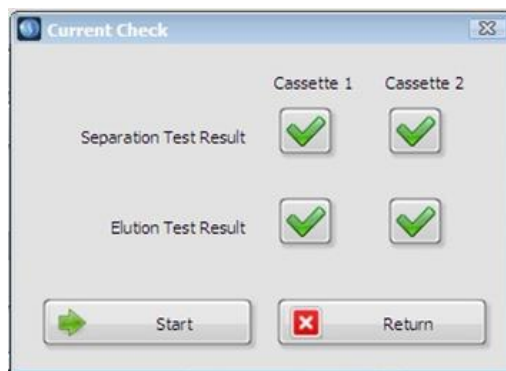 Current Check
Cassette 1 Cassette 2
Separation Test Result
Elution Test Result
Start Return